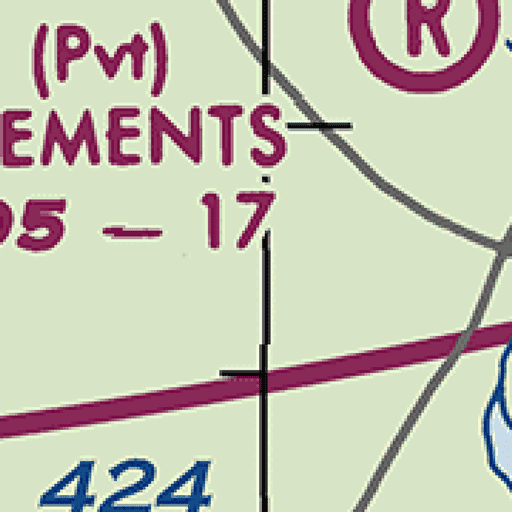 R
(Pvt)
EMENTS
95 – 17
424